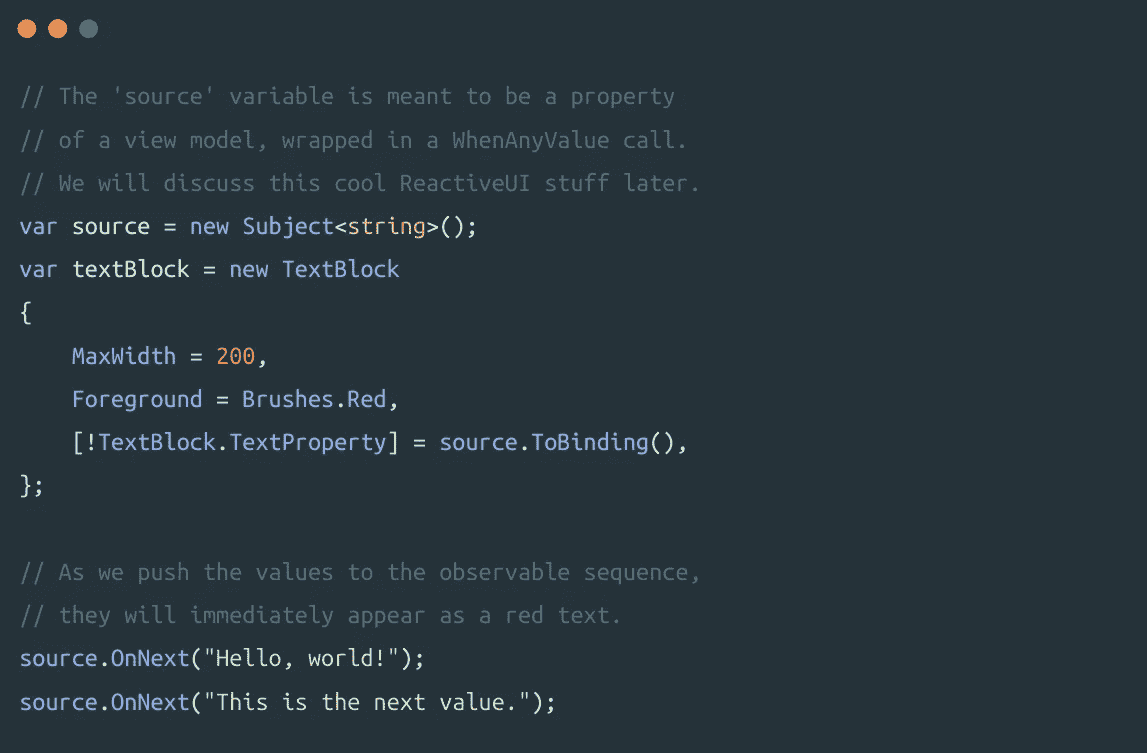 // The 'source' variable is meant to be a property
// of a view model, wrapped in a WhenAnyValue call.
// We will discuss this cool ReactiveUI stuff later.
var source = new Subject<string>();
var textBlock = new TextBlock
{
    MaxWidth = 200,
    Foreground = Brushes.Red,
    [!TextBlock.TextProperty] = source.ToBinding(),
};
// As we push the values to the observable sequence,
// they will immediately appear as a red text.
source.OnNext("Hello, world!");
source.OnNext("This is the next value.");